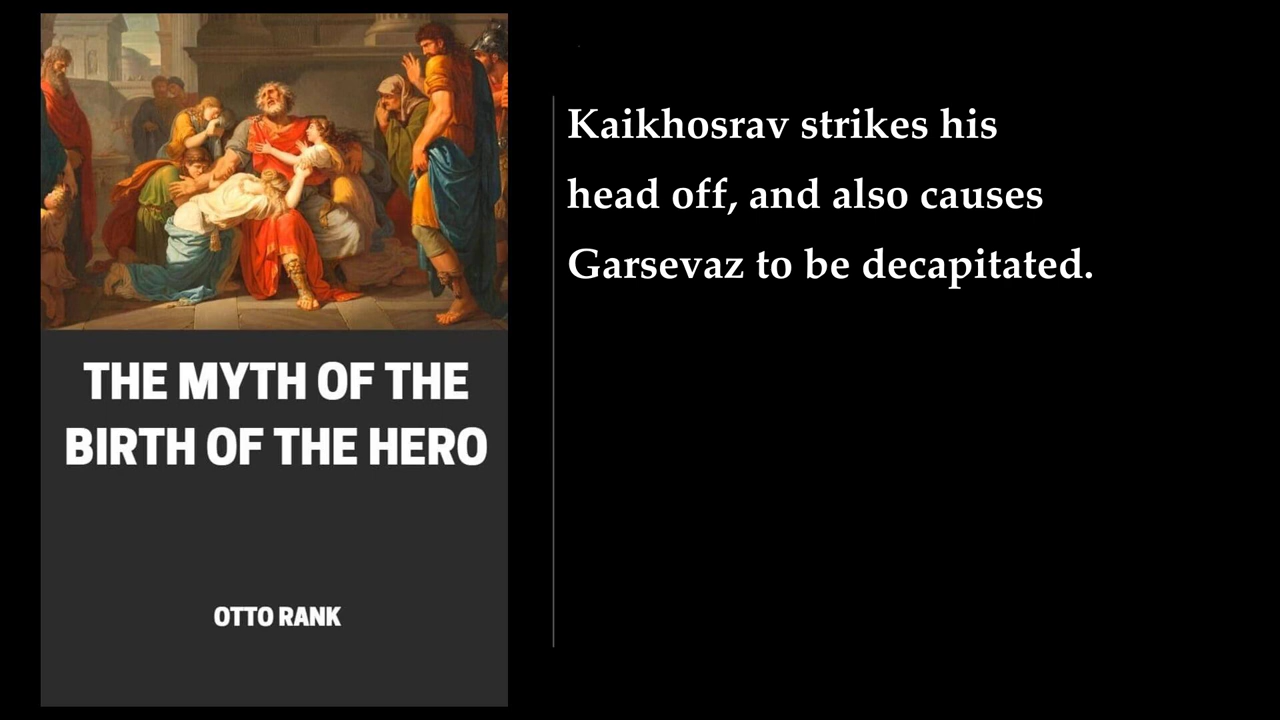 THE MYTH OF THE
BIRTH OF THE HERO
OTTO RANK
Kaikhosrav strikes his
head off, and also causes
Garsevaz to be decapitated.